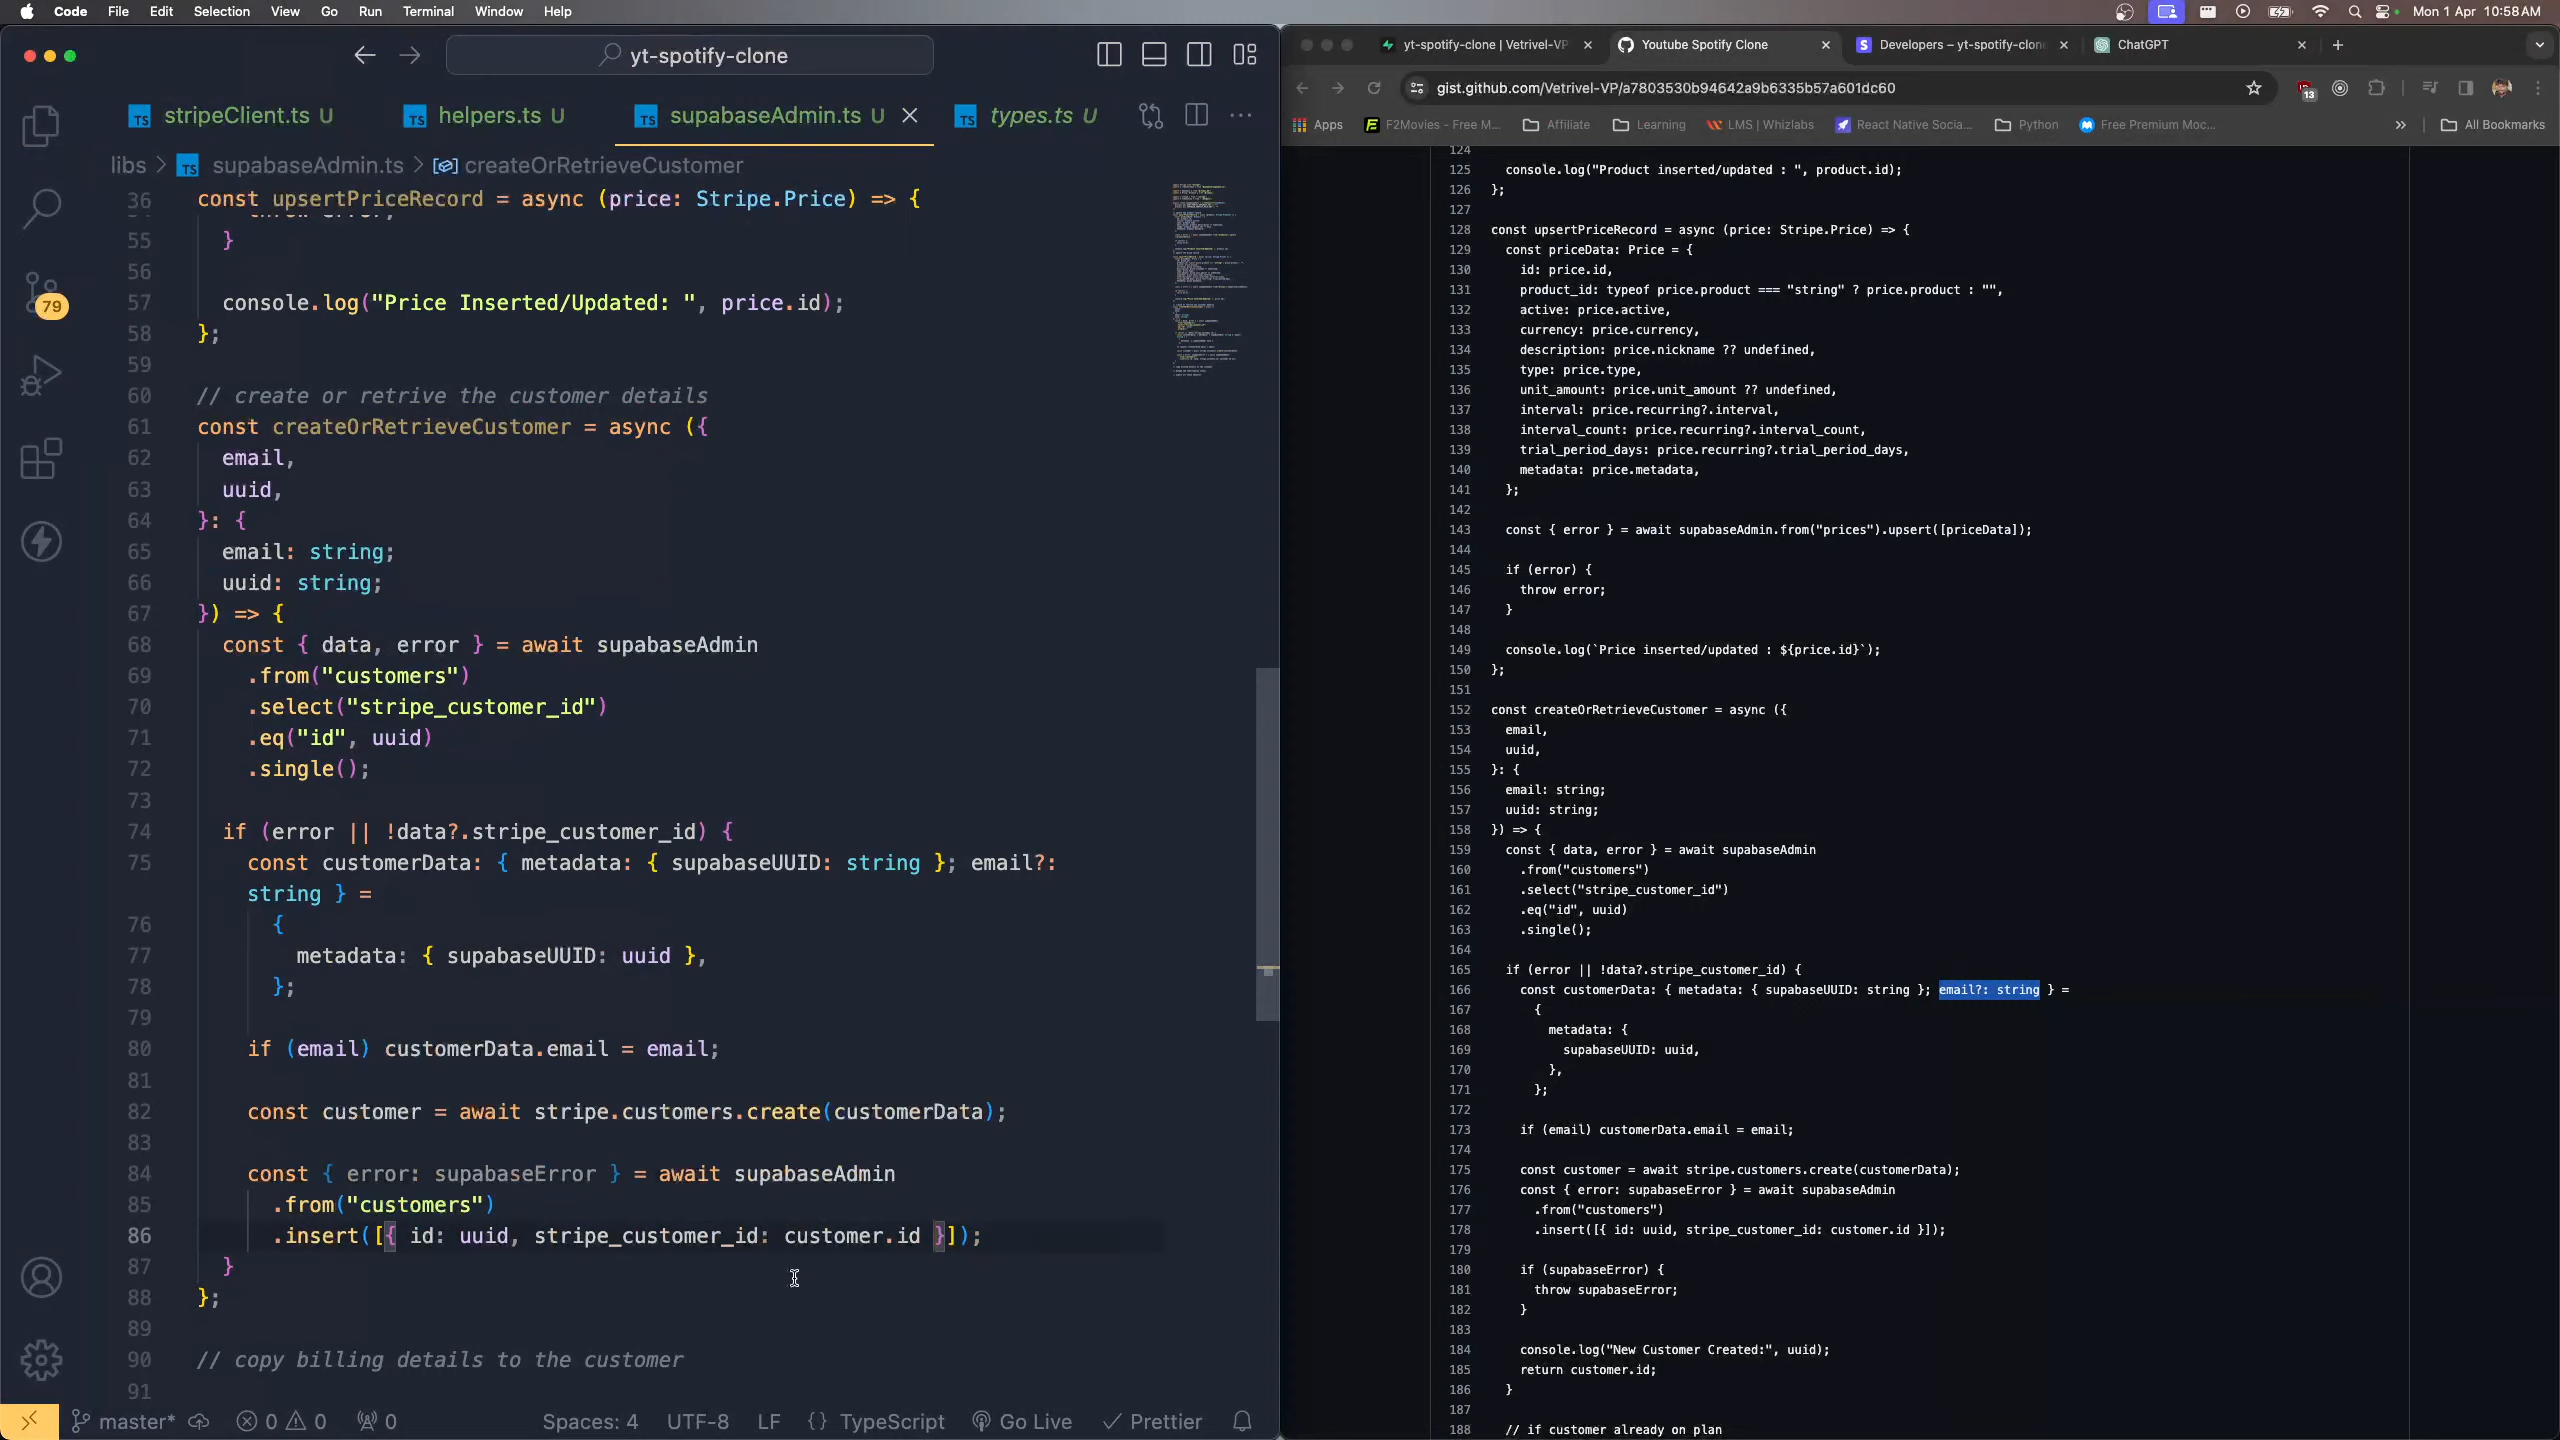 Code File Edit Selection View Go Run Terminal Window Help
Mon 1 Apr 10:58AM
yt-spotify-clone
yt-spotify-clone | Vetrivel-VP
Youtube Spotify Clone
Developers – yt-spotify-clone
ChatGPT
gist.github.com/Vetrivel-VP/a7803530b94642a9b6335b57a601dc60
13
Apps
F2Movies - Free M...
Affiliate
Learning
LMS | Whizlabs
React Native Socia...
Python
Free Premium Moc...
All Bookmarks
TS stripeClient.ts U
TS helpers.ts U
TS supabaseAdmin.ts U
TS types.ts U
libs > TS supabaseAdmin.ts > createOrRetrieveCustomer
79
36 const upsertPriceRecord = async (price: Stripe.Price) => {
throw error;
55 }
56
57 console.log("Price Inserted/Updated: ", price.id);
58 };
59
60 // create or retrive the customer details
61 const createOrRetrieveCustomer = async ({
62 email,
63 uuid,
64 }: {
65 email: string;
66 uuid: string;
67 }) => {
68 const { data, error } = await supabaseAdmin
69 .from("customers")
70 .select("stripe_customer_id")
71 .eq("id", uuid)
72 .single();
73
74 if (error || !data?.stripe_customer_id) {
75 const customerData: { metadata: { supabaseUUID: string }; email?:
string } =
76 {
77 metadata: { supabaseUUID: uuid },
78 };
79
80 if (email) customerData.email = email;
81
82 const customer = await stripe.customers.create(customerData);
83
84 const { error: supabaseError } = await supabaseAdmin
85 .from("customers")
86 .insert([{ id: uuid, stripe_customer_id: customer.id }]);
87 }
88 };
89
90 // copy billing details to the customer
91
master* 0 0 0 Spaces: 4 UTF-8 LF {} TypeScript Go Live Prettier
124
125 console.log("Product inserted/updated : ", product.id);
126 };
127
128 const upsertPriceRecord = async (price: Stripe.Price) => {
129 const priceData: Price = {
130 id: price.id,
131 product_id: typeof price.product === "string" ? price.product : "",
132 active: price.active,
133 currency: price.currency,
134 description: price.nickname ?? undefined,
135 type: price.type,
136 unit_amount: price.unit_amount ?? undefined,
137 interval: price.recurring?.interval,
138 interval_count: price.recurring?.interval_count,
139 trial_period_days: price.recurring?.trial_period_days,
140 metadata: price.metadata,
141 };
142
143 const { error } = await supabaseAdmin.from("prices").upsert([priceData]);
144
145 if (error) {
146 throw error;
147 }
148
149 console.log(`Price inserted/updated : ${price.id}`);
150 };
151
152 const createOrRetrieveCustomer = async ({
153 email,
154 uuid,
155 }: {
156 email: string;
157 uuid: string;
158 }) => {
159 const { data, error } = await supabaseAdmin
160 .from("customers")
161 .select("stripe_customer_id")
162 .eq("id", uuid)
163 .single();
164
165 if (error || !data?.stripe_customer_id) {
166 const customerData: { metadata: { supabaseUUID: string }; email?: string } =
167 {
168 metadata: {
169 supabaseUUID: uuid,
170 },
171 };
172
173 if (email) customerData.email = email;
174
175 const customer = await stripe.customers.create(customerData);
176 const { error: supabaseError } = await supabaseAdmin
177 .from("customers")
178 .insert([{ id: uuid, stripe_customer_id: customer.id }]);
179
180 if (supabaseError) {
181 throw supabaseError;
182 }
183
184 console.log("New Customer Created:", uuid);
185 return customer.id;
186 }
187
188 // if customer already on plan